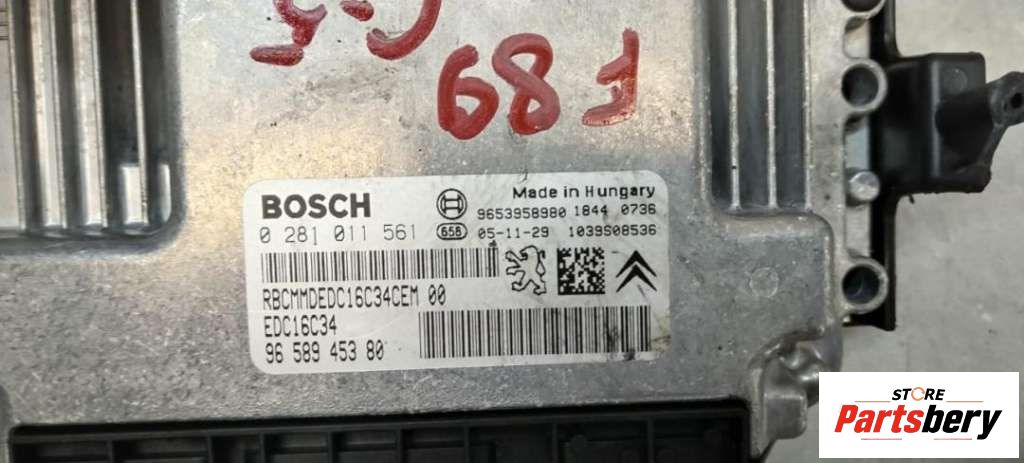 F89
BOSCH
Made in Hungary
0 281 011 561
658
9653958980 1844 0736
05-11-29 1039S08536
RBCMMDEDC16C34CEM 00
EDC16C34
96 589 453 80
STORE
Partsbery